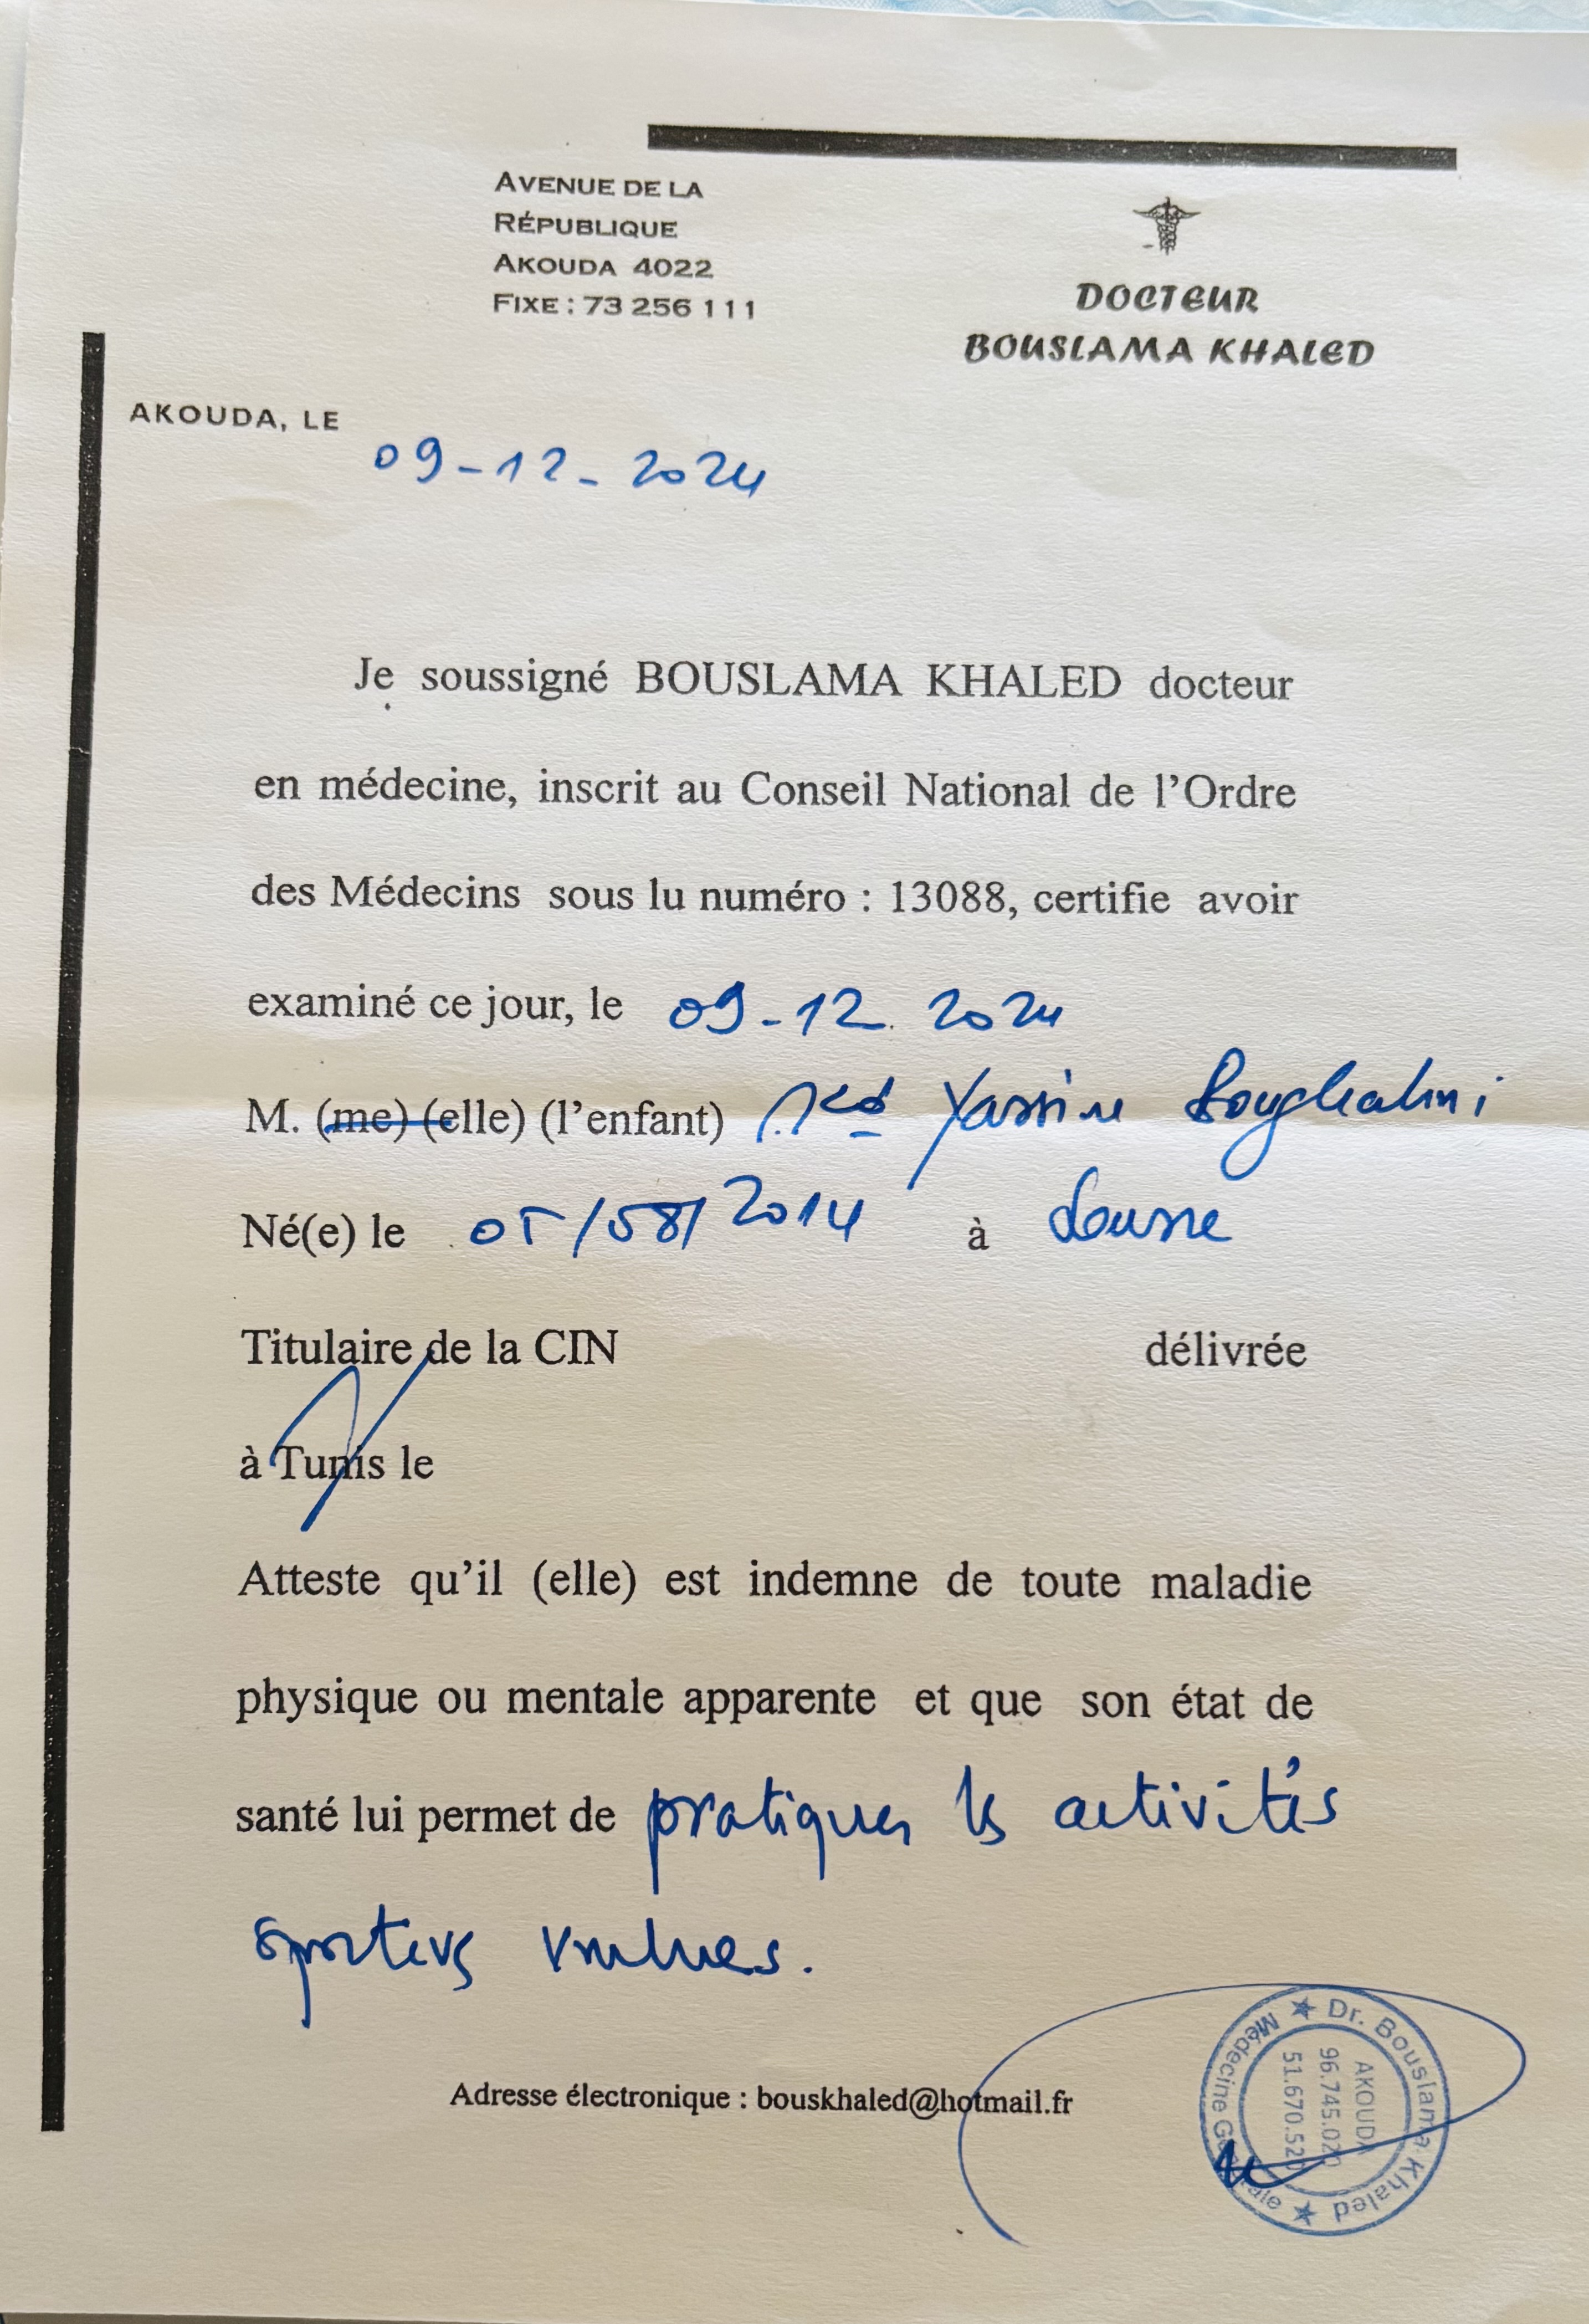 AVENUE DE LA
RÉPUBLIQUE
AKOUDA 4022
FIXE : 73 256 111
DOCTEUR
BOUSLAMA KHALED
AKOUDA, LE
09-12-2024
Je soussigné BOUSLAMA KHALED docteur
en médecine, inscrit au Conseil National de l'Ordre
des Médecins sous lu numéro : 13088, certifie avoir
examiné ce jour, le 09-12 2024
M. (me) (elle) (l'enfant) Yassine
Né(e) le 2014 à Sousse
Titulaire de la CIN délivrée
à Tunis le
Atteste qu'il (elle) est indemne de toute maladie
physique ou mentale apparente et que son état de
santé lui permet de pratiquer les activités
sportives voulues.
Adresse électronique : bouskhaled@hotmail.fr
Dr. Bouslama Khaled
Médecine Générale
AKOUDA
96.745.020
51.670.520